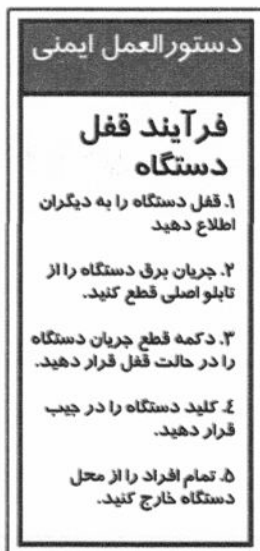 دستورالعمل ایمنی
فرآیند قفل
دستگاه
۱. قفل دستگاه را به دیگران
اطلاع دهید
۲. جریان برق دستگاه را از
تابلو اصلی قطع کنید.
۳. دکمه قطع جریان دستگاه
را در حالت قفل قرار دهید.
۴. کلید دستگاه را در جیب
قرار دهید.
۵. تمام افراد را از محل
دستگاه خارج کنید.